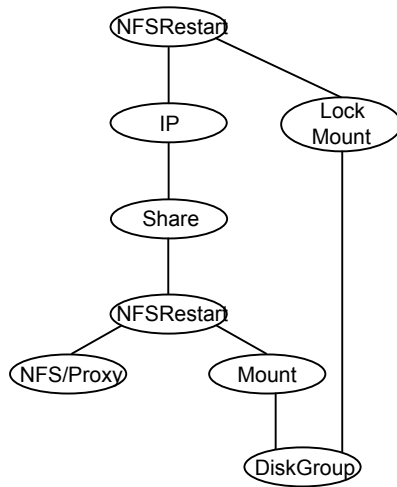 NFSRestart
IP
Lock
Mount
Share
NFSRestart
NFS/Proxy
Mount
DiskGroup